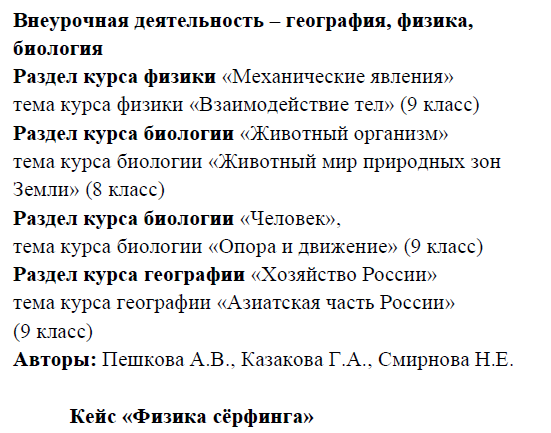 Внеурочная деятельность – география, физика,
биология
Раздел курса физики «Механические явления»
тема курса физики «Взаимодействие тел» (9 класс)
Раздел курса биологии «Животный организм»
тема курса биологии «Животный мир природных зон
Земли» (8 класс)
Раздел курса биологии «Человек»,
тема курса биологии «Опора и движение» (9 класс)
Раздел курса географии «Хозяйство России»
тема курса географии «Азиатская часть России»
(9 класс)
Авторы: Пешкова А.В., Казакова Г.А., Смирнова Н.Е.
Кейс «Физика сёрфинга»